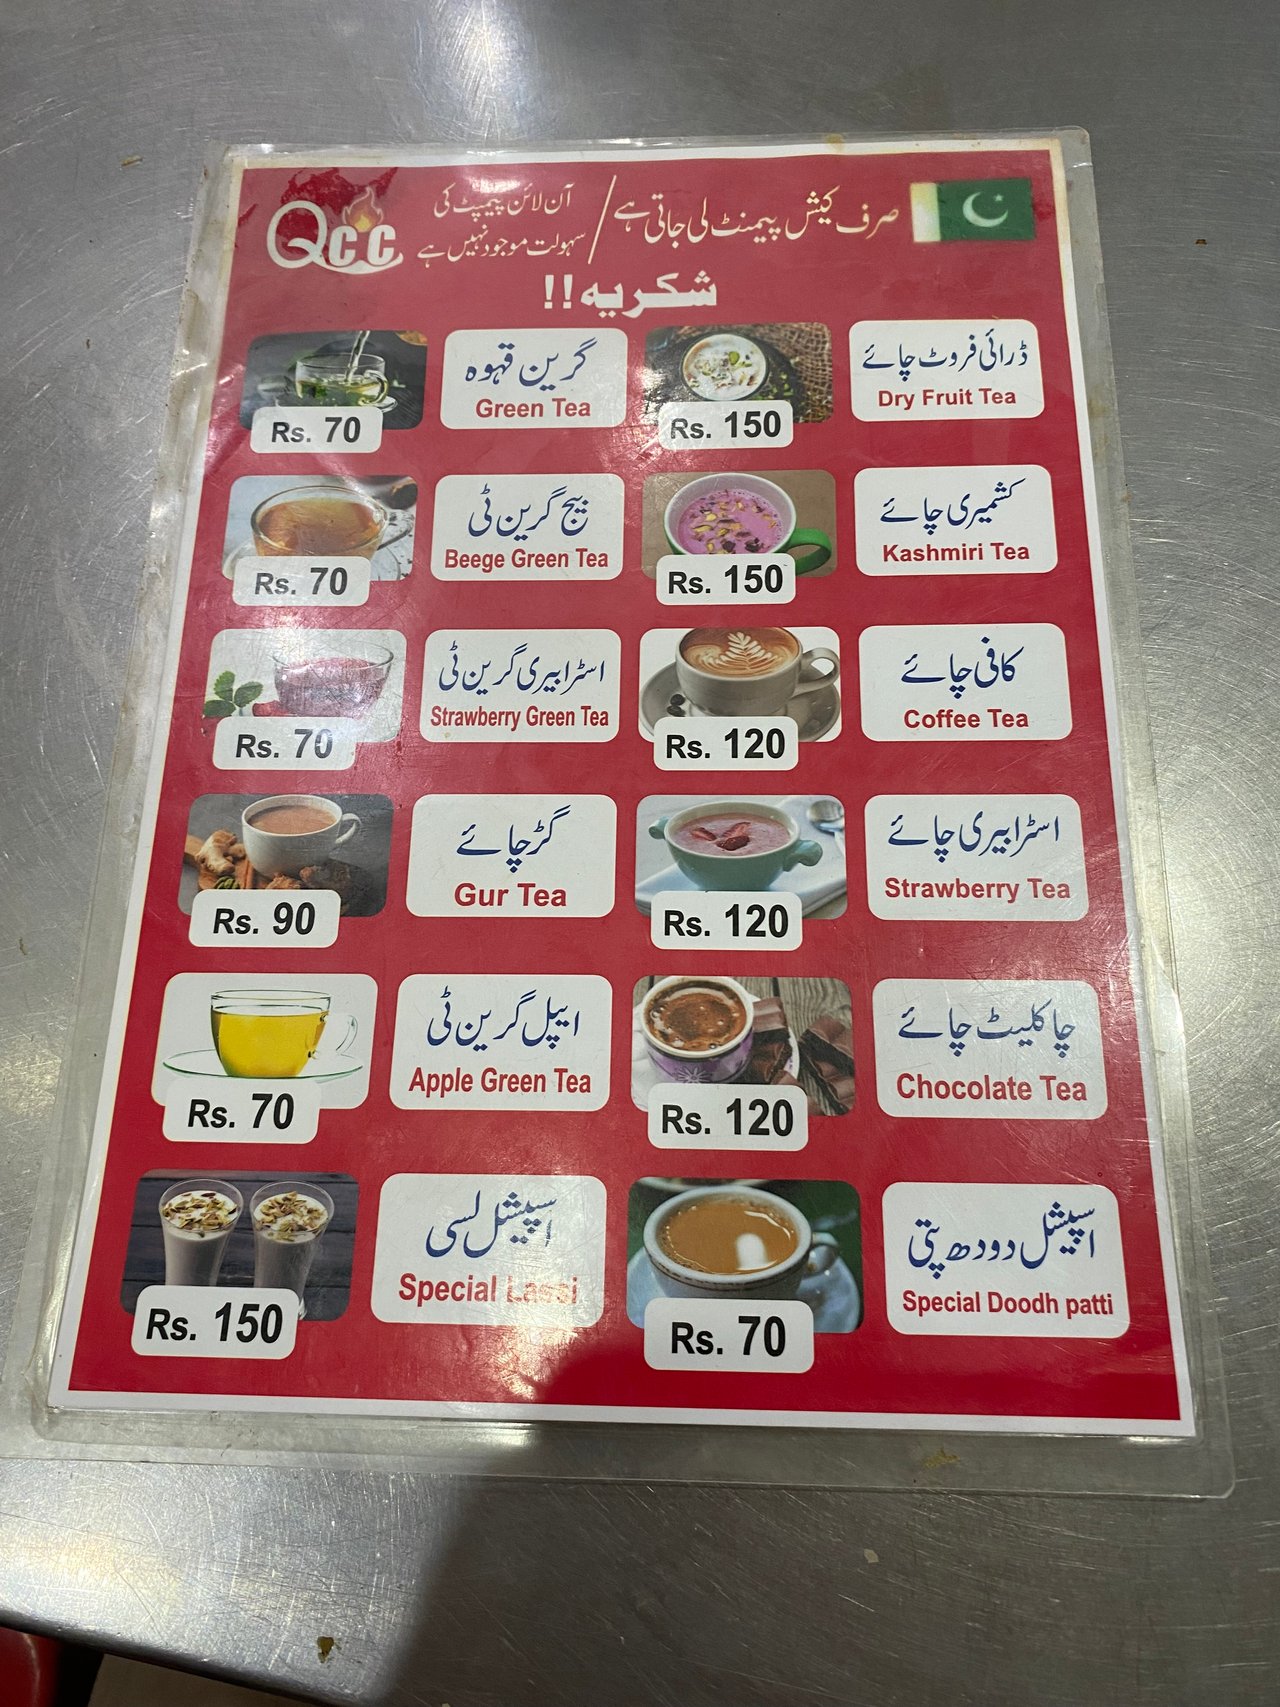 صرف کیش پیمنٹ لی جاتی ہے / آن لائن پیمپٹ کی
سہولت موجود نہیں ہے
QCC
شکریہ!!
ڈرائی فروٹ چائے
Dry Fruit Tea
Rs. 150
گرین قہوہ
Green Tea
Rs. 70
کشمیری چائے
Kashmiri Tea
Rs. 150
بیج گرین ٹی
Beege Green Tea
Rs. 70
کافی چائے
Coffee Tea
Rs. 120
اسٹرابیری گرین ٹی
Strawberry Green Tea
Rs. 70
اسٹرابیری چائے
Strawberry Tea
Rs. 120
گڑ چائے
Gur Tea
Rs. 90
چاکلیٹ چائے
Chocolate Tea
Rs. 120
ایپل گرین ٹی
Apple Green Tea
Rs. 70
اسپیشل دودھ پتی
Special Doodh patti
Rs. 70
اسپیشل لسی
Special Lassi
Rs. 150